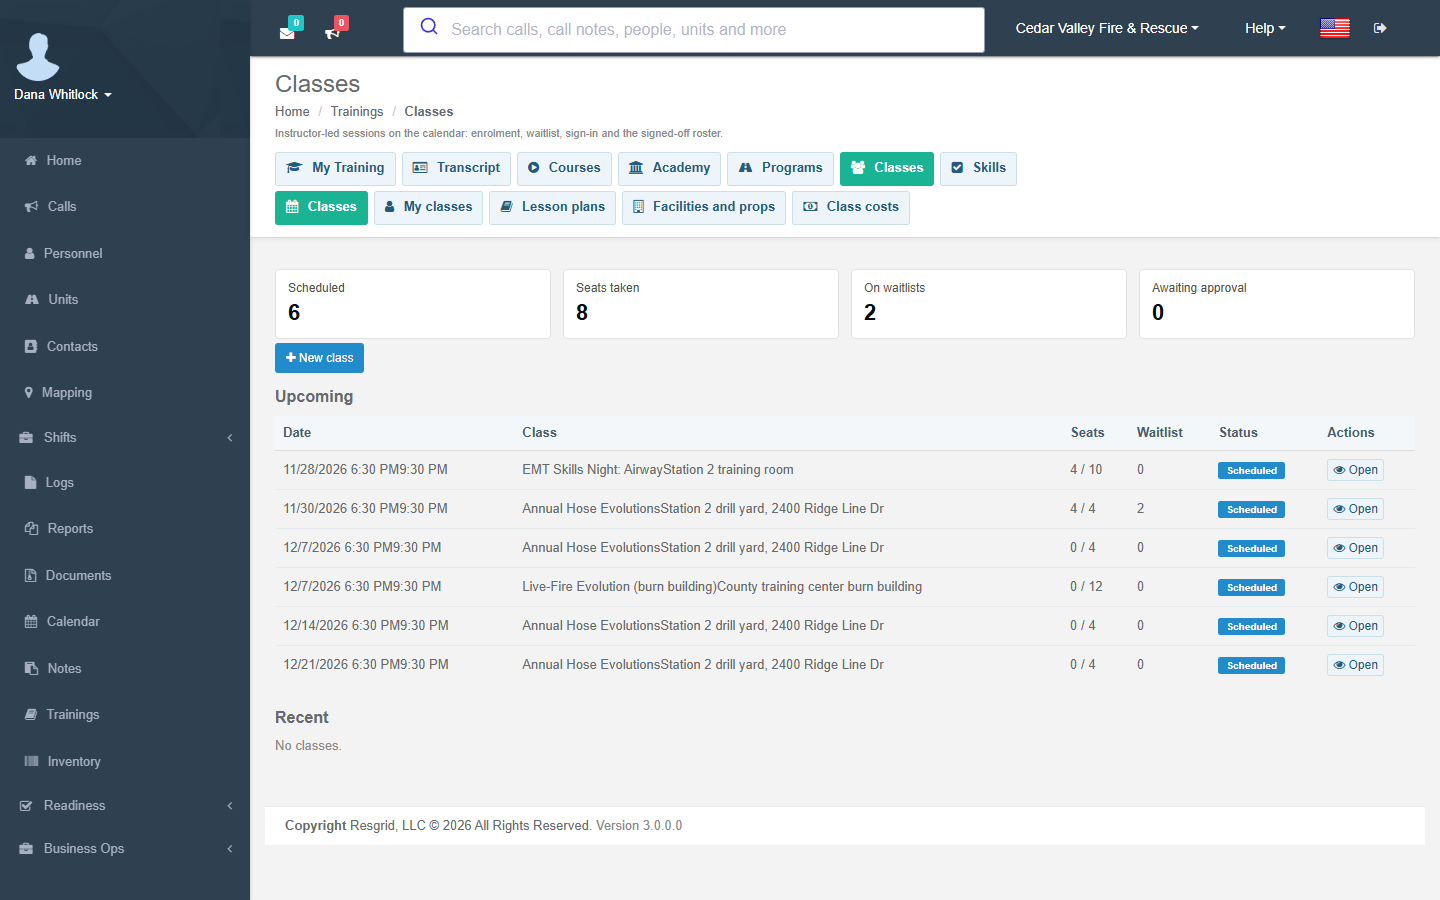 0
0
Search calls, call notes, people, units and more
Cedar Valley Fire & Rescue
Help
Dana Whitlock
Home
Calls
Personnel
Units
Contacts
Mapping
Shifts
Logs
Reports
Documents
Calendar
Notes
Trainings
Inventory
Readiness
Business Ops
Classes
Home / Trainings / Classes
Instructor-led sessions on the calendar: enrolment, waitlist, sign-in and the signed-off roster.
My Training Transcript Courses Academy Programs Classes Skills
Classes My classes Lesson plans Facilities and props Class costs
Scheduled Seats taken On waitlists Awaiting approval
6 8 2 0
New class
Upcoming
Date Class Seats Waitlist Status Actions
11/28/2026 6:30 PM9:30 PM EMT Skills Night: AirwayStation 2 training room 4 / 10 0 Scheduled Open
11/30/2026 6:30 PM9:30 PM Annual Hose EvolutionsStation 2 drill yard, 2400 Ridge Line Dr 4 / 4 2 Scheduled Open
12/7/2026 6:30 PM9:30 PM Annual Hose EvolutionsStation 2 drill yard, 2400 Ridge Line Dr 0 / 4 0 Scheduled Open
12/7/2026 6:30 PM9:30 PM Live-Fire Evolution (burn building)County training center burn building 0 / 12 0 Scheduled Open
12/14/2026 6:30 PM9:30 PM Annual Hose EvolutionsStation 2 drill yard, 2400 Ridge Line Dr 0 / 4 0 Scheduled Open
12/21/2026 6:30 PM9:30 PM Annual Hose EvolutionsStation 2 drill yard, 2400 Ridge Line Dr 0 / 4 0 Scheduled Open
Recent
No classes.
Copyright Resgrid, LLC © 2026 All Rights Reserved. Version 3.0.0.0